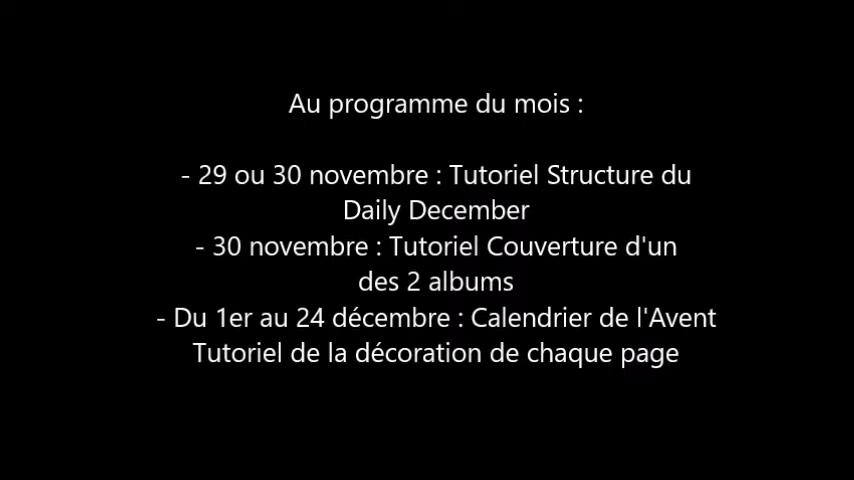 Au programme du mois :
- 29 ou 30 novembre : Tutoriel Structure du
Daily December
- 30 novembre : Tutoriel Couverture d'un
des 2 albums
- Du 1er au 24 décembre : Calendrier de l'Avent
Tutoriel de la décoration de chaque page